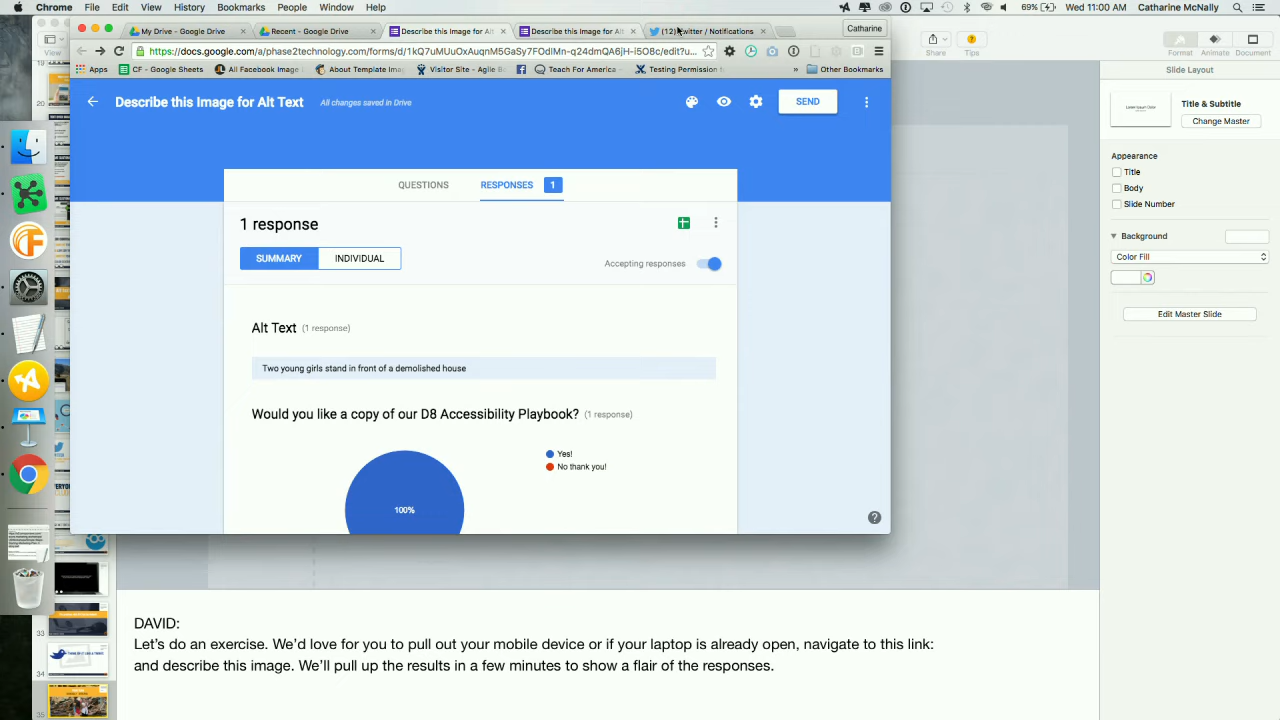 Chrome File Edit View History Bookmarks People Window Help 69% Wed 11:00 AM Catharine McNally
My Drive - Google Drive Recent - Google Drive Describe this Image for Alt Describe this Image for Alt (12) Twitter / Notifications Catharine
https://docs.google.com/a/phase2technology.com/forms/d/1kQ7uMUuOxAuqrW5GaSy7FOdlMn-q24dmQA6jH-i5O8c/edit?u...
Apps CF - Google Sheets All Facebook Image About Template Imag Visitor Site - Agile B Teach For America - Testing Permission » Other Bookmarks
Describe this Image for Alt Text All changes saved in Drive SEND
QUESTIONS RESPONSES 1
1 response
SUMMARY INDIVIDUAL Accepting responses
Alt Text (1 response)
Two young girls stand in front of a demolished house
Would you like a copy of our D8 Accessibility Playbook? (1 response)
Yes!
No thank you!
100%
Share Tips Format Animate Document
Slide Layout
Title & Subtitle
Change Master
Appearance
Title
Body
Slide Number
Background
Color Fill
Edit Master Slide
20
33
34
35
DAVID:
Let's do an exercise. We'd love for you to pull out your mobile device or if your laptop is already open, navigate to this link:
and describe this image. We'll pull up the results in a few minutes to show a flair of the responses.